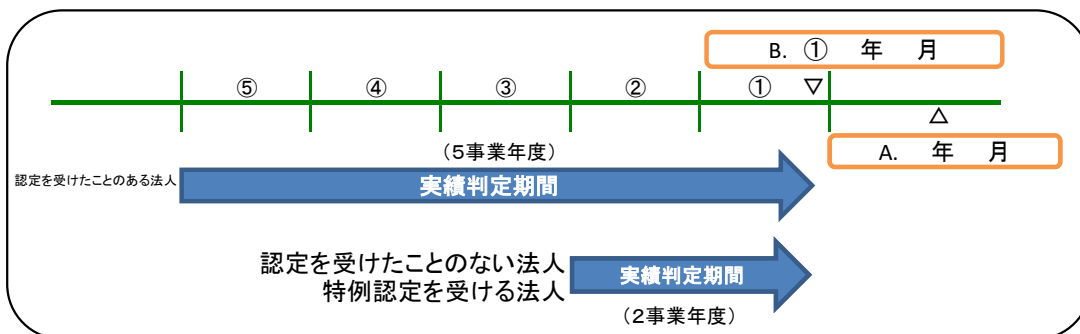 B. ① 年 月
⑤ ④ ③ ② ① ▽
△
(5事業年度)
A. 年 月
認定を受けたことのある法人
実績判定期間
認定を受けたことのない法人
特例認定を受ける法人
実績判定期間
(2事業年度)